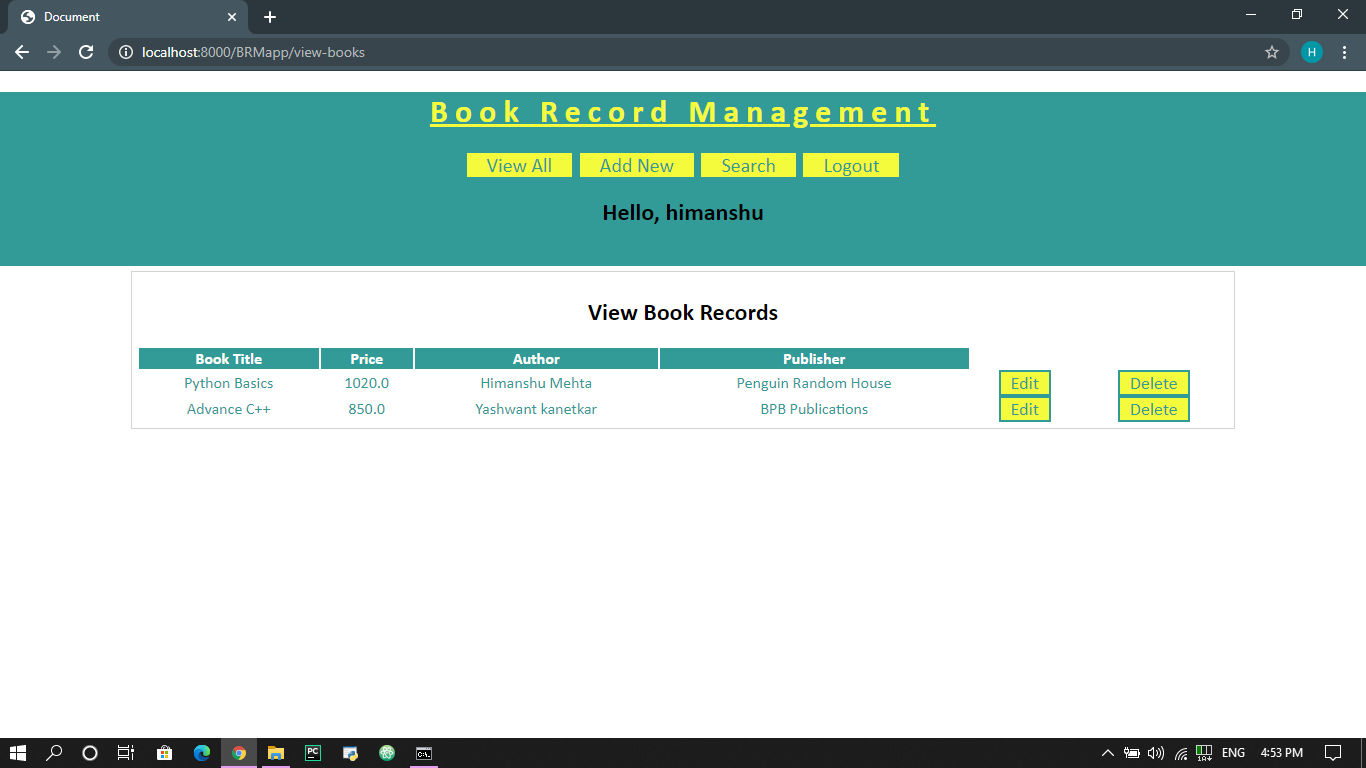 Document
localhost:8000/BRMapp/view-books
H
Book Record Management
View All Add New Search Logout
Hello, himanshu
View Book Records
Book Title Price Author Publisher
Python Basics 1020.0 Himanshu Mehta Penguin Random House Edit Delete
Advance C++ 850.0 Yashwant kanetkar BPB Publications Edit Delete
PC C:\. ENG 4:53 PM